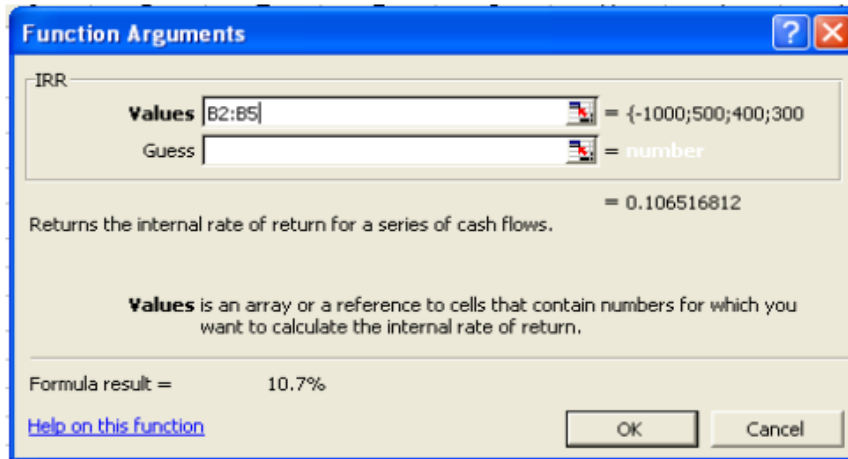 Function Arguments
IRR
Values B2:B5 = {-1000;500;400;300
Guess = number
= 0.106516812
Returns the internal rate of return for a series of cash flows.
Values is an array or a reference to cells that contain numbers for which you
want to calculate the internal rate of return.
Formula result = 10.7%
Help on this function OK Cancel